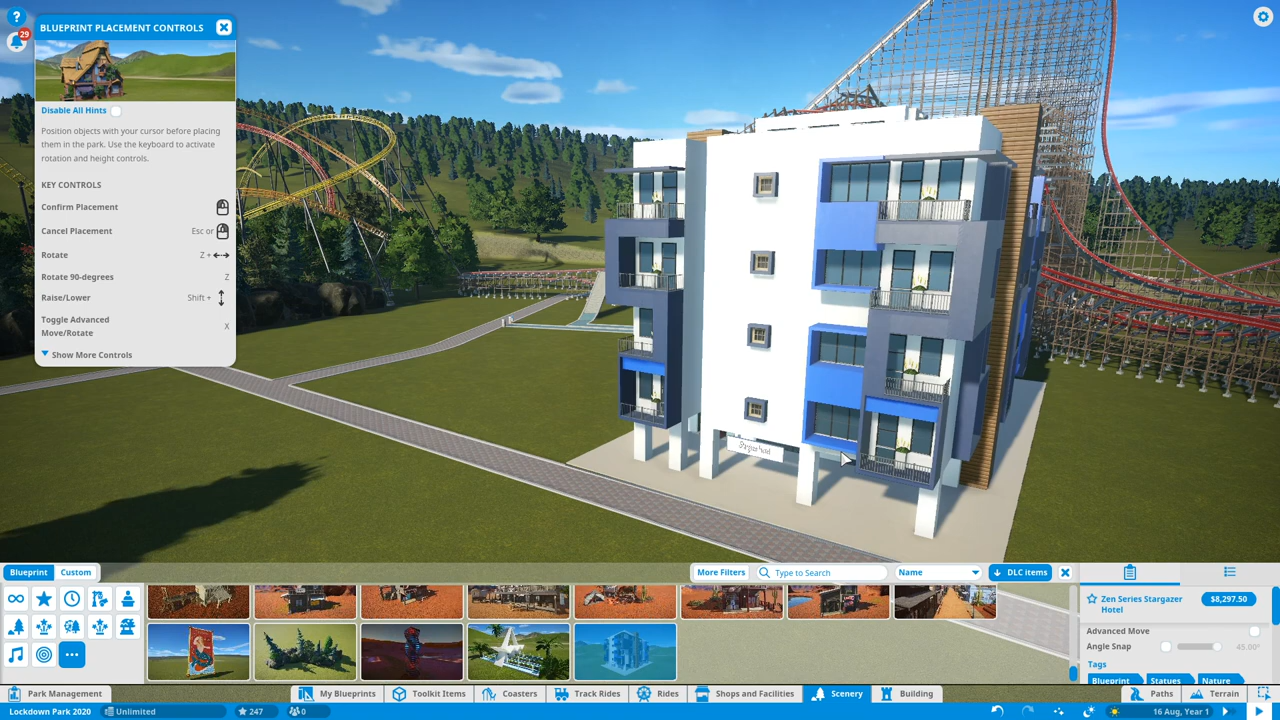 ?
29
BLUEPRINT PLACEMENT CONTROLS
Disable All Hints
Position objects with your cursor before placing
them in the park. Use the keyboard to activate
rotation and height controls.
KEY CONTROLS
Confirm Placement
Cancel Placement Esc or
Rotate Z +
Rotate 90-degrees Z
Raise/Lower Shift +
Toggle Advanced
Move/Rotate X
Show More Controls
Stargazer Hotel
Blueprint Custom
More Filters Type to Search Name DLC items
Zen Series Stargazer
Hotel
$8,297.50
Advanced Move
Angle Snap 45.00°
Tags
Blueprint Statues Nature
Park Management My Blueprints Toolkit Items Coasters Track Rides Rides Shops and Facilities Scenery Building Paths Terrain
Lockdown Park 2020 Unlimited 247 0 16 Aug, Year 1